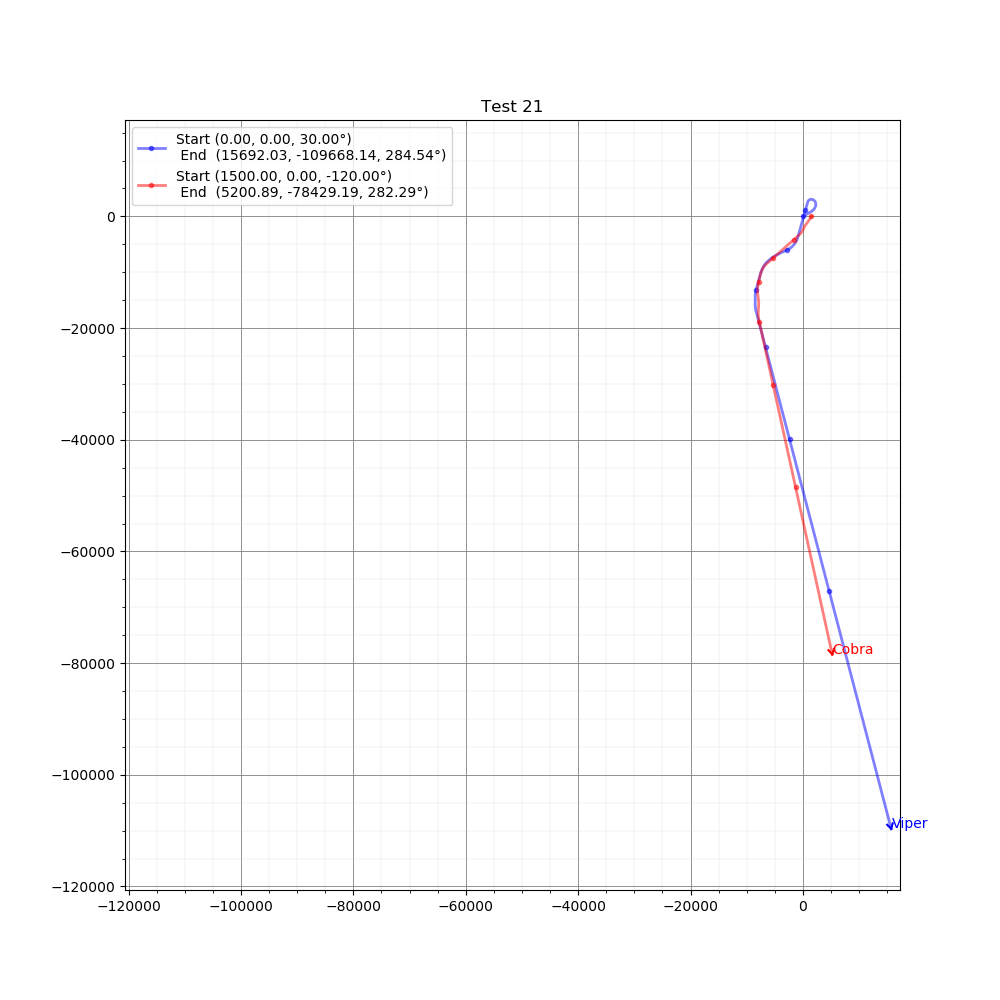 Test 21
Start (0.00, 0.00, 30.00°)
End (15692.03, -109668.14, 284.54°)
Start (1500.00, 0.00, -120.00°)
End (5200.89, -78429.19, 282.29°)
0
−20000
−40000
−60000
−80000
−100000
−120000
Cobra
Viper
−120000 −100000 −80000 −60000 −40000 −20000 0